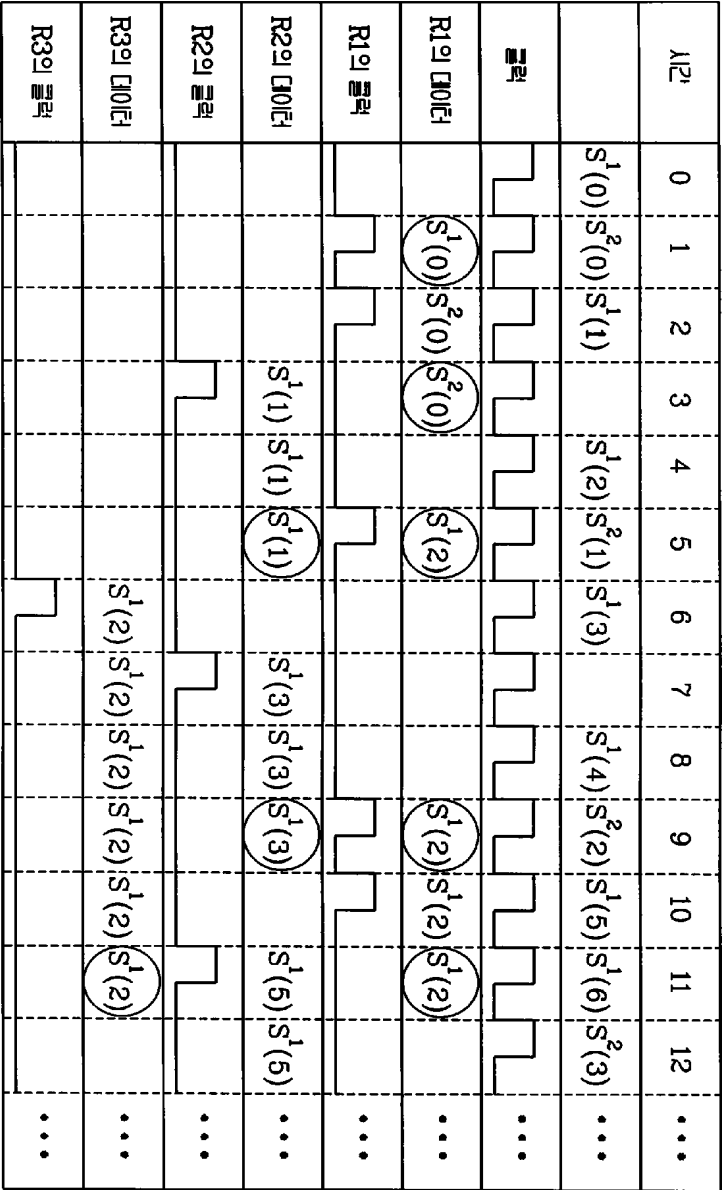 시간 0 1 2 3 4 5 6 7 8 9 10 11 12 •••
S¹(0) S²(0) S¹(1) S¹(2) S²(1) S¹(3) S¹(4) S²(2) S¹(5) S¹(6) S²(3) •••
클럭 •••
R1의 데이터 S¹(0) S²(0) S²(0) S¹(2) S¹(2) S¹(2) S¹(2) •••
R1의 클럭 •••
R2의 데이터 S¹(1) S¹(1) S¹(1) S¹(3) S¹(3) S¹(3) S¹(5) S¹(5) •••
R2의 클럭 •••
R3의 데이터 S¹(2) S¹(2) S¹(2) S¹(2) S¹(2) S¹(2) •••
R3의 클럭 •••